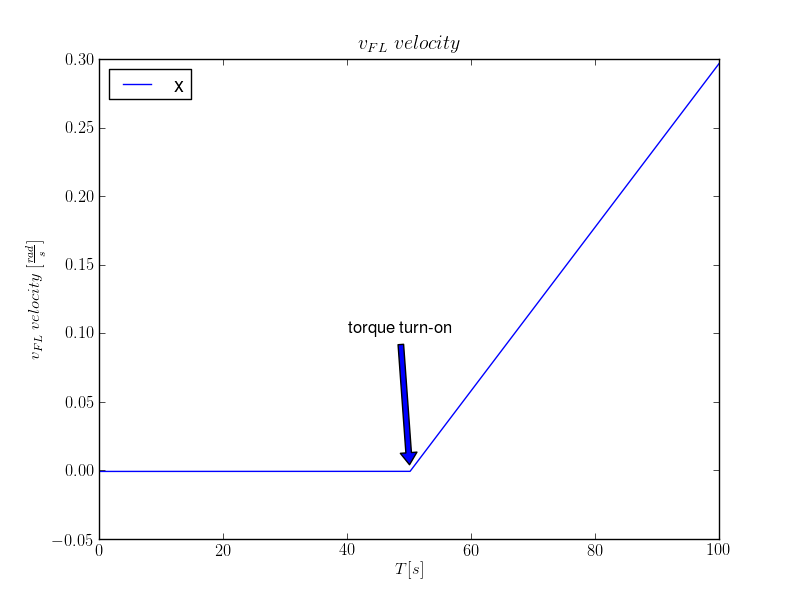 v_FL velocity
x
torque turn-on
0.30
0.25
0.20
0.15
0.10
0.05
0.00
−0.05
v_FL velocity [rad/s]
0 20 40 60 80 100
T[s]